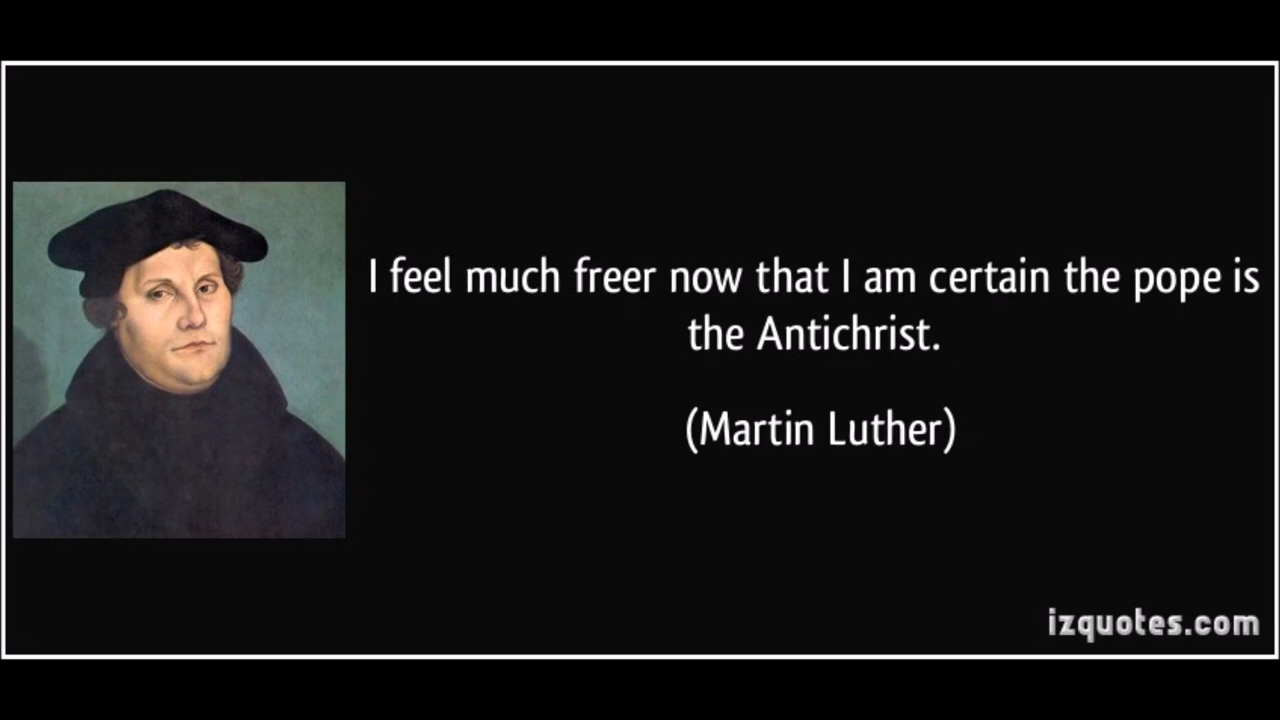 I feel much freer now that I am certain the pope is
the Antichrist.
(Martin Luther)
izquotes.com